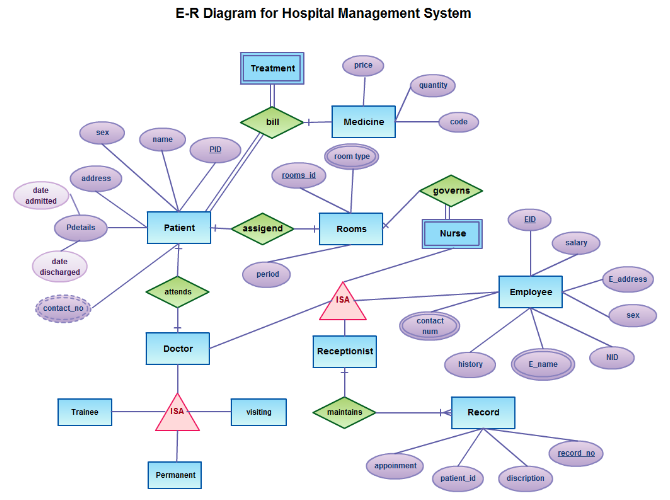 E-R Diagram for Hospital Management System
Treatment
price
quantity
bill
Medicine
code
sex
name
PID
room type
address
rooms_id
governs
date
admitted
Pdetails
Patient
assigend
Rooms
Nurse
EID
salary
date
discharged
period
E_address
contact_no
attends
ISA
Employee
sex
contact
num
Doctor
Receptionist
history
E_name
NID
Trainee
ISA
visiting
maintains
Record
Permanent
appoinment
patient_id
discription
record_no